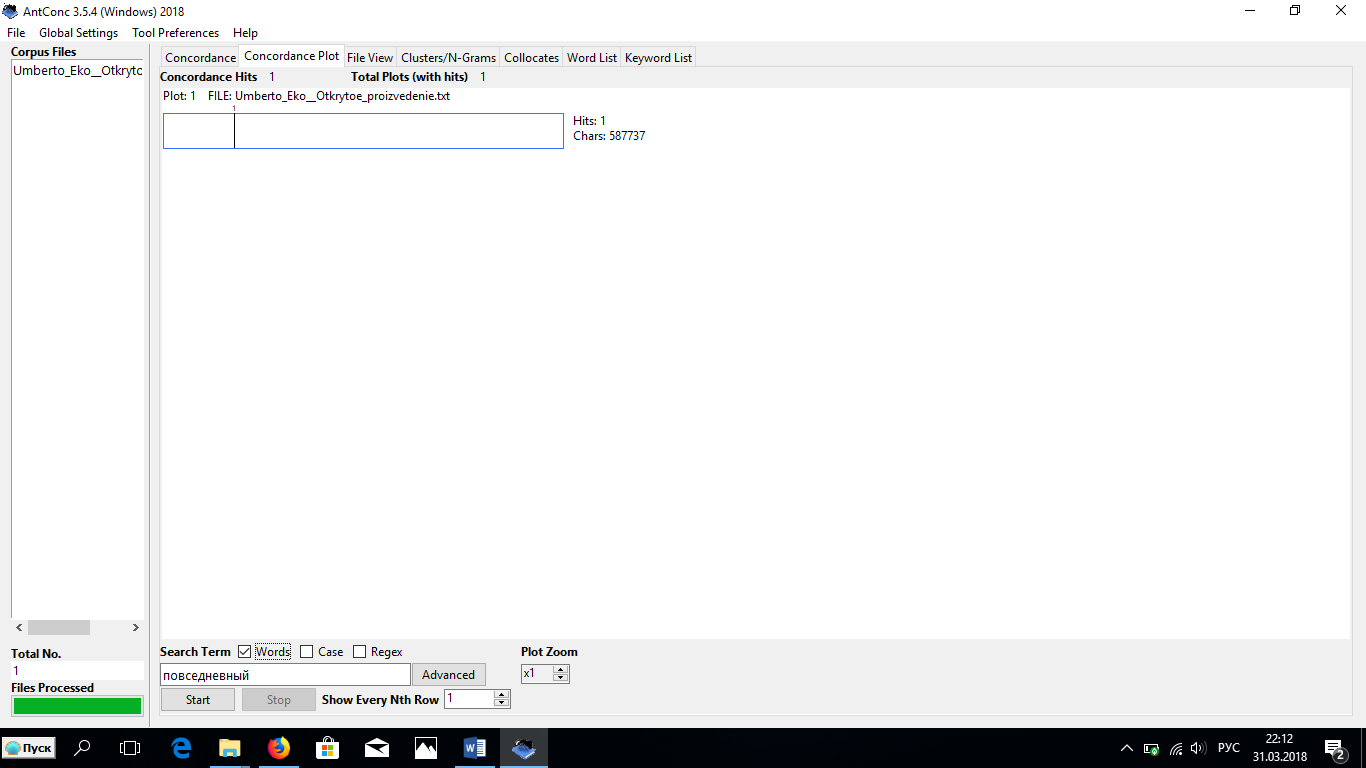 AntConc 3.5.4 (Windows) 2018
File Global Settings Tool Preferences Help
Corpus Files
Umberto_Eko__Otkrytc
Concordance Concordance Plot File View Clusters/N-Grams Collocates Word List Keyword List
Concordance Hits 1 Total Plots (with hits) 1
Plot: 1 FILE: Umberto_Eko__Otkrytoe_proizvedenie.txt
1
Hits: 1
Chars: 587737
Total No.
1
Files Processed
Search Term Words Case Regex Plot Zoom
повседневный Advanced x1
Start Stop Show Every Nth Row 1
Пуск РУС 22:12
31.03.2018 2